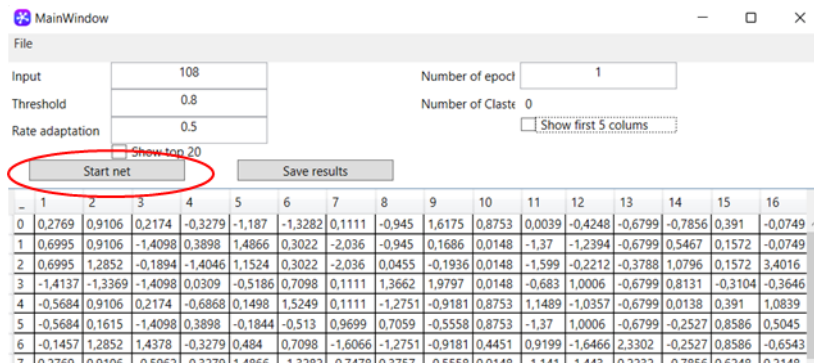 MainWindow
File
Input 108 Number of epoch 1
Threshold 0.8 Number of Claste 0
Rate adaptation 0.5 Show first 5 colums
Show top 20
Start net Save results
_ 1 2 3 4 5 6 7 8 9 10 11 12 13 14 15 16
0 0,2769 0,9106 0,2174 -0,3279 -1,187 -1,3282 0,1111 -0,945 1,6175 0,8753 0,0039 -0,4248 -0,6799 -0,7856 0,391 -0,0749
1 0,6995 0,9106 -1,4098 0,3898 1,4866 0,3022 -2,036 -0,945 0,1686 0,0148 -1,37 -1,2394 -0,6799 0,5467 0,1572 -0,0749
2 0,6995 1,2852 -0,1894 -1,4046 1,1524 0,3022 -2,036 0,0455 -0,1936 0,0148 -1,599 -0,2212 -0,3788 1,0796 0,1572 3,4016
3 -1,4137 -1,3369 -1,4098 0,0309 -0,5186 0,7098 0,1111 1,3662 1,9797 0,0148 -0,683 1,0006 -0,6799 0,8131 -0,3104 -0,3646
4 -0,5684 0,9106 0,2174 -0,6868 0,1498 1,5249 0,1111 -1,2751 -0,9181 0,8753 1,1489 -1,0357 -0,6799 0,0138 0,391 1,0839
5 -0,5684 0,1615 -1,4098 0,3898 -0,1844 -0,513 0,9699 0,7059 -0,5558 0,8753 -1,37 1,0006 -0,6799 -0,2527 0,8586 0,5045
6 -0,1457 1,2852 1,4378 -0,3279 0,484 0,7098 -1,6066 -1,2751 -0,9181 0,4451 0,9199 -1,6466 2,3302 -0,2527 0,8586 -0,6543